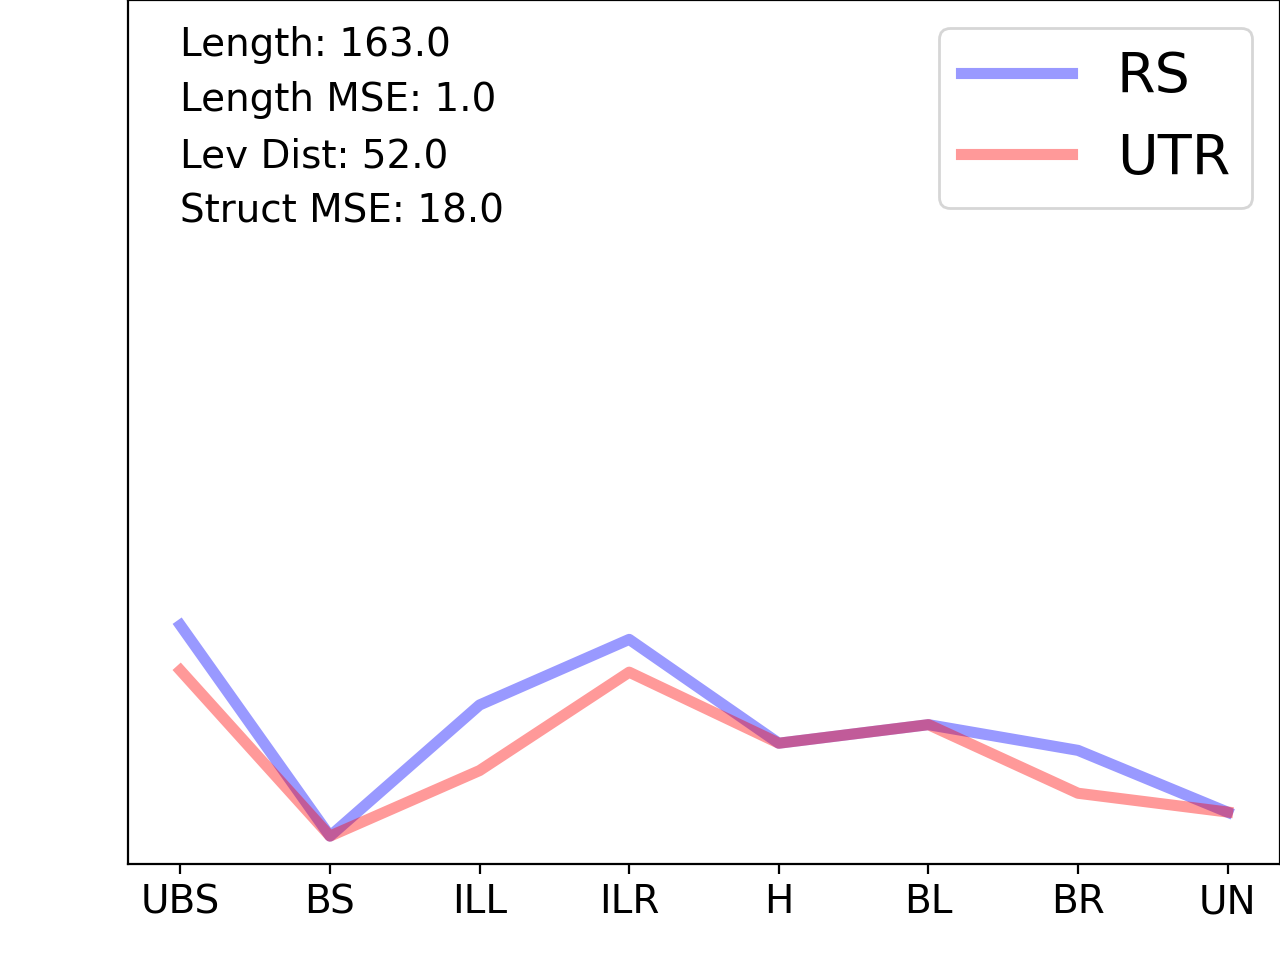 Length: 163.0
Length MSE: 1.0
Lev Dist: 52.0
Struct MSE: 18.0
RS
UTR
UBS BS ILL ILR H BL BR UN